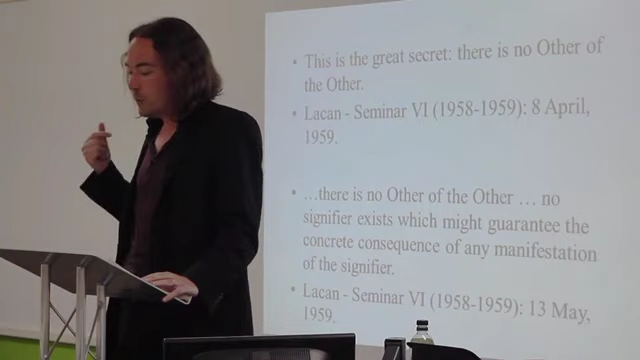 This is the great secret: there is no Other of
the Other.
Lacan - Seminar VI (1958-1959): 8 April,
1959.
…there is no Other of the Other … no
signifier exists which might guarantee the
concrete consequence of any manifestation
of the signifier.
Lacan - Seminar VI (1958-1959): 13 May,
1959.